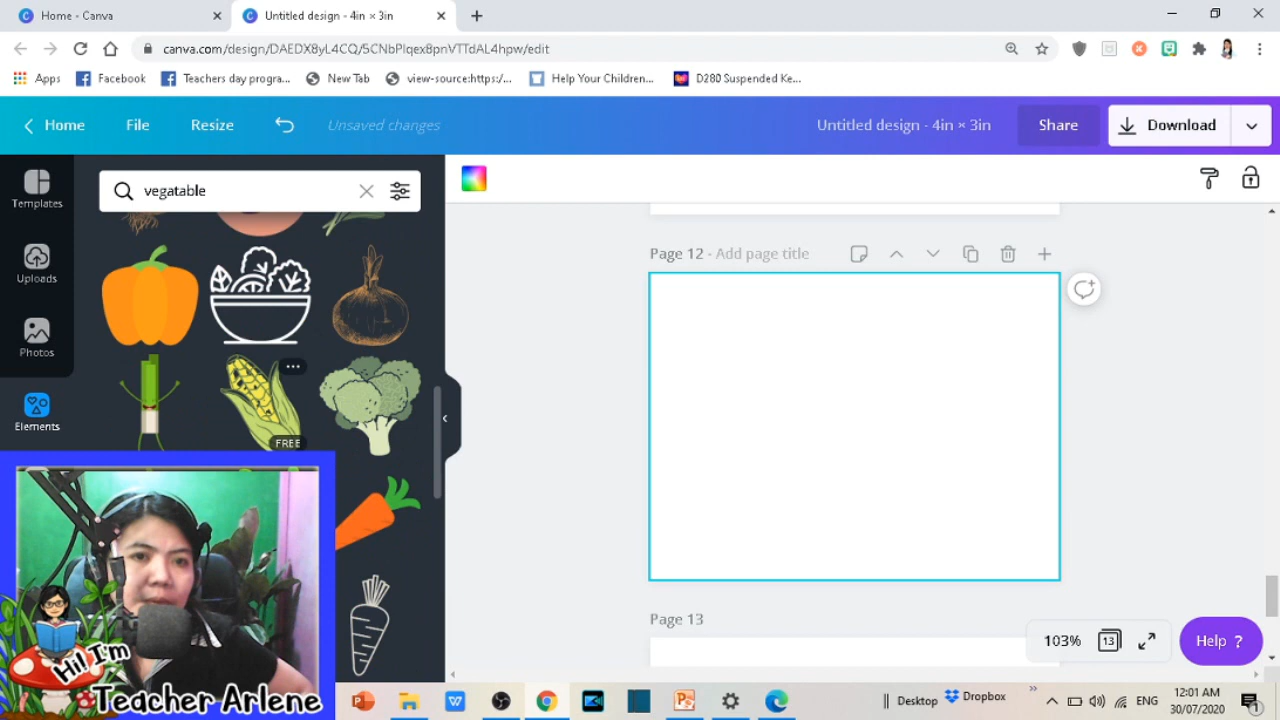 Home - Canva
Untitled design - 4in × 3in
canva.com/design/DAEDX8yL4CQ/5CNbPlqex8pnVTTdAL4hpw/edit
Apps
Facebook
Teachers day progra...
New Tab
view-source:https:/...
Help Your Children...
D280 Suspended Ke...
Home
File
Resize
Unsaved changes
Untitled design - 4in × 3in
Share
Download
Templates
vegatable
Uploads
Photos
Elements
FREE
Page 12 - Add page title
Page 13
103%
13
Help ?
Hi! I'm
Teacher Arlene
Desktop
Dropbox
ENG
12:01 AM
30/07/2020
1